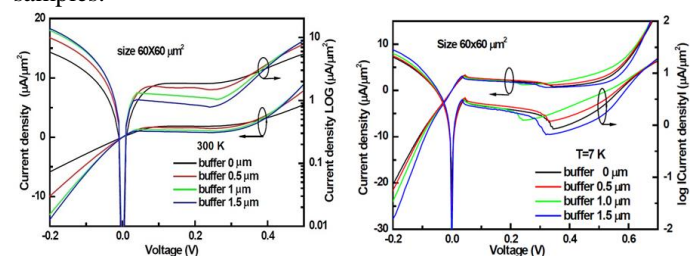 samples.
size 60X60 µm²
300 K
buffer 0 µm
buffer 0.5 µm
buffer 1 µm
buffer 1.5 µm
Current density (µA/µm²)
20
10
0
-10
Current density LOG (µA/µm²)
10
1
0.1
0.01
-0.2 0.0 0.2 0.4
Voltage (V)
Size 60x60 µm²
T=7 K
buffer 0 µm
buffer 0.5 µm
buffer 1.0 µm
buffer 1.5 µm
Current density (µA/µm²)
10
0
-10
-20
-30
log |Current density| (µA/µm²)
2
1
0
-1
-2
-0.2 0.0 0.2 0.4 0.6
Voltage (V)